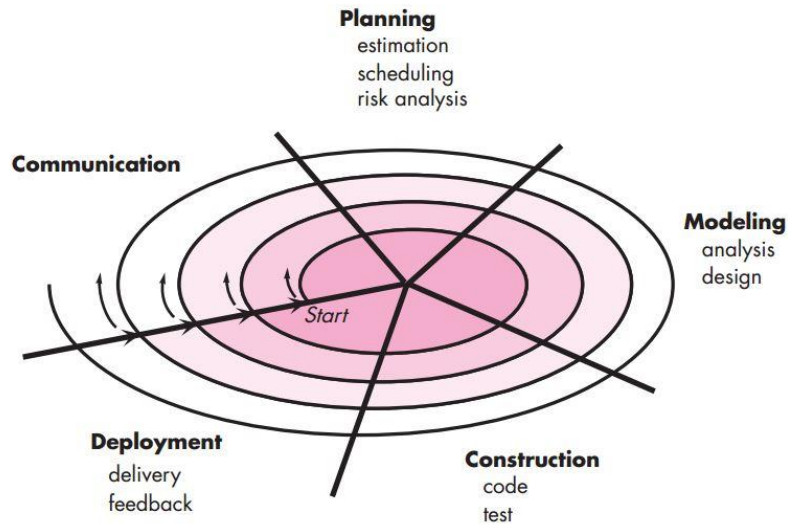 Planning
estimation
scheduling
risk analysis
Communication
Modeling
analysis
design
Start
Deployment
delivery
feedback
Construction
code
test